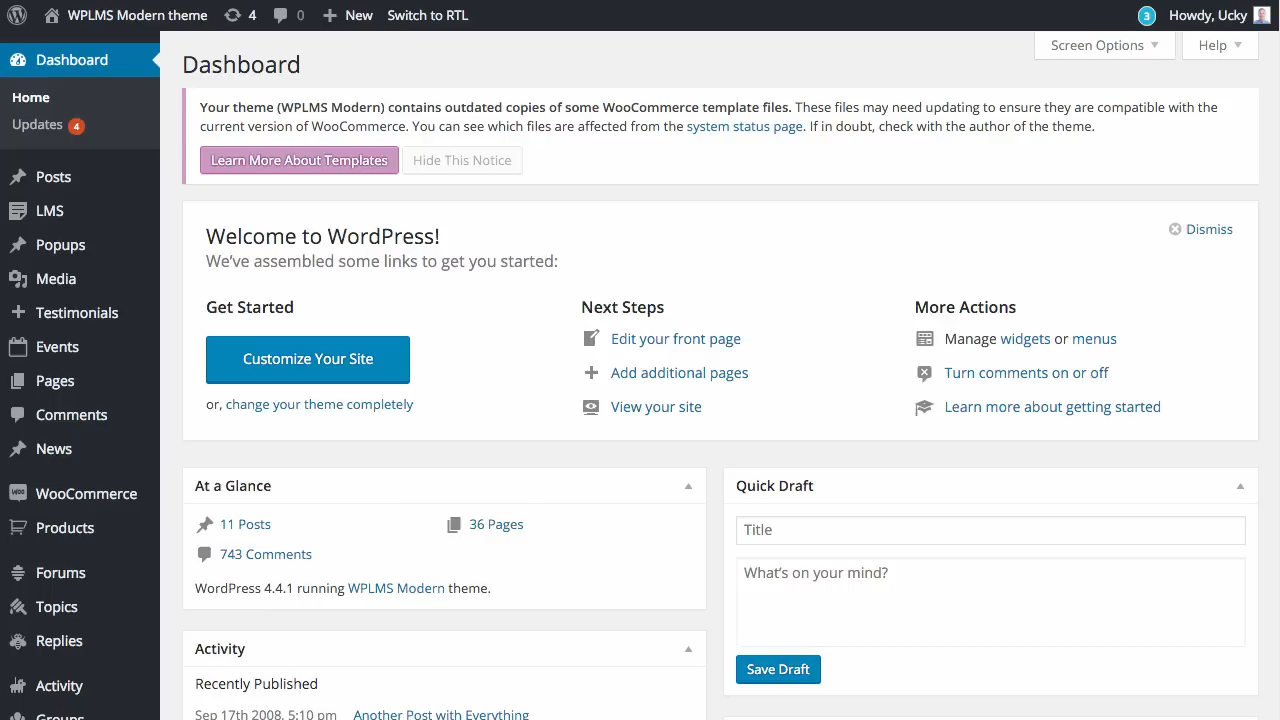 WPLMS Modern theme 4 0 New Switch to RTL 3 Howdy, Ucky
Dashboard
Home
Updates 4
Posts
LMS
Popups
Media
Testimonials
Events
Pages
Comments
News
WooCommerce
Products
Forums
Topics
Replies
Activity
Groups
Screen Options Help
Dashboard
Your theme (WPLMS Modern) contains outdated copies of some WooCommerce template files. These files may need updating to ensure they are compatible with the
current version of WooCommerce. You can see which files are affected from the system status page. If in doubt, check with the author of the theme.
Learn More About Templates Hide This Notice
Welcome to WordPress!
Dismiss
We've assembled some links to get you started:
Get Started
Customize Your Site
or, change your theme completely
Next Steps
Edit your front page
Add additional pages
View your site
More Actions
Manage widgets or menus
Turn comments on or off
Learn more about getting started
At a Glance
11 Posts 36 Pages
743 Comments
WordPress 4.4.1 running WPLMS Modern theme.
Activity
Recently Published
Sep 17th 2008, 5:10 pm Another Post with Everything
Quick Draft
Title
What's on your mind?
Save Draft